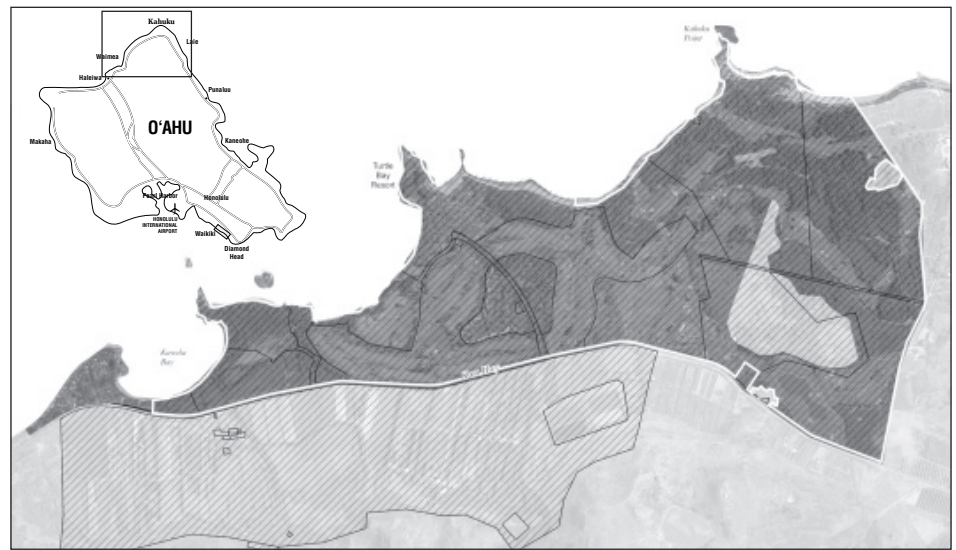 Kahuku
Laie
Waimea
Haleiwa
Punaluu
O‘AHU
Makaha
Kaneohe
Pearl Harbor
Honolulu
HONOLULU
INTERNATIONAL
AIRPORT
Waikiki
Diamond
Head
Kahuku
Point
Turtle
Bay
Resort
Kawela
Bay